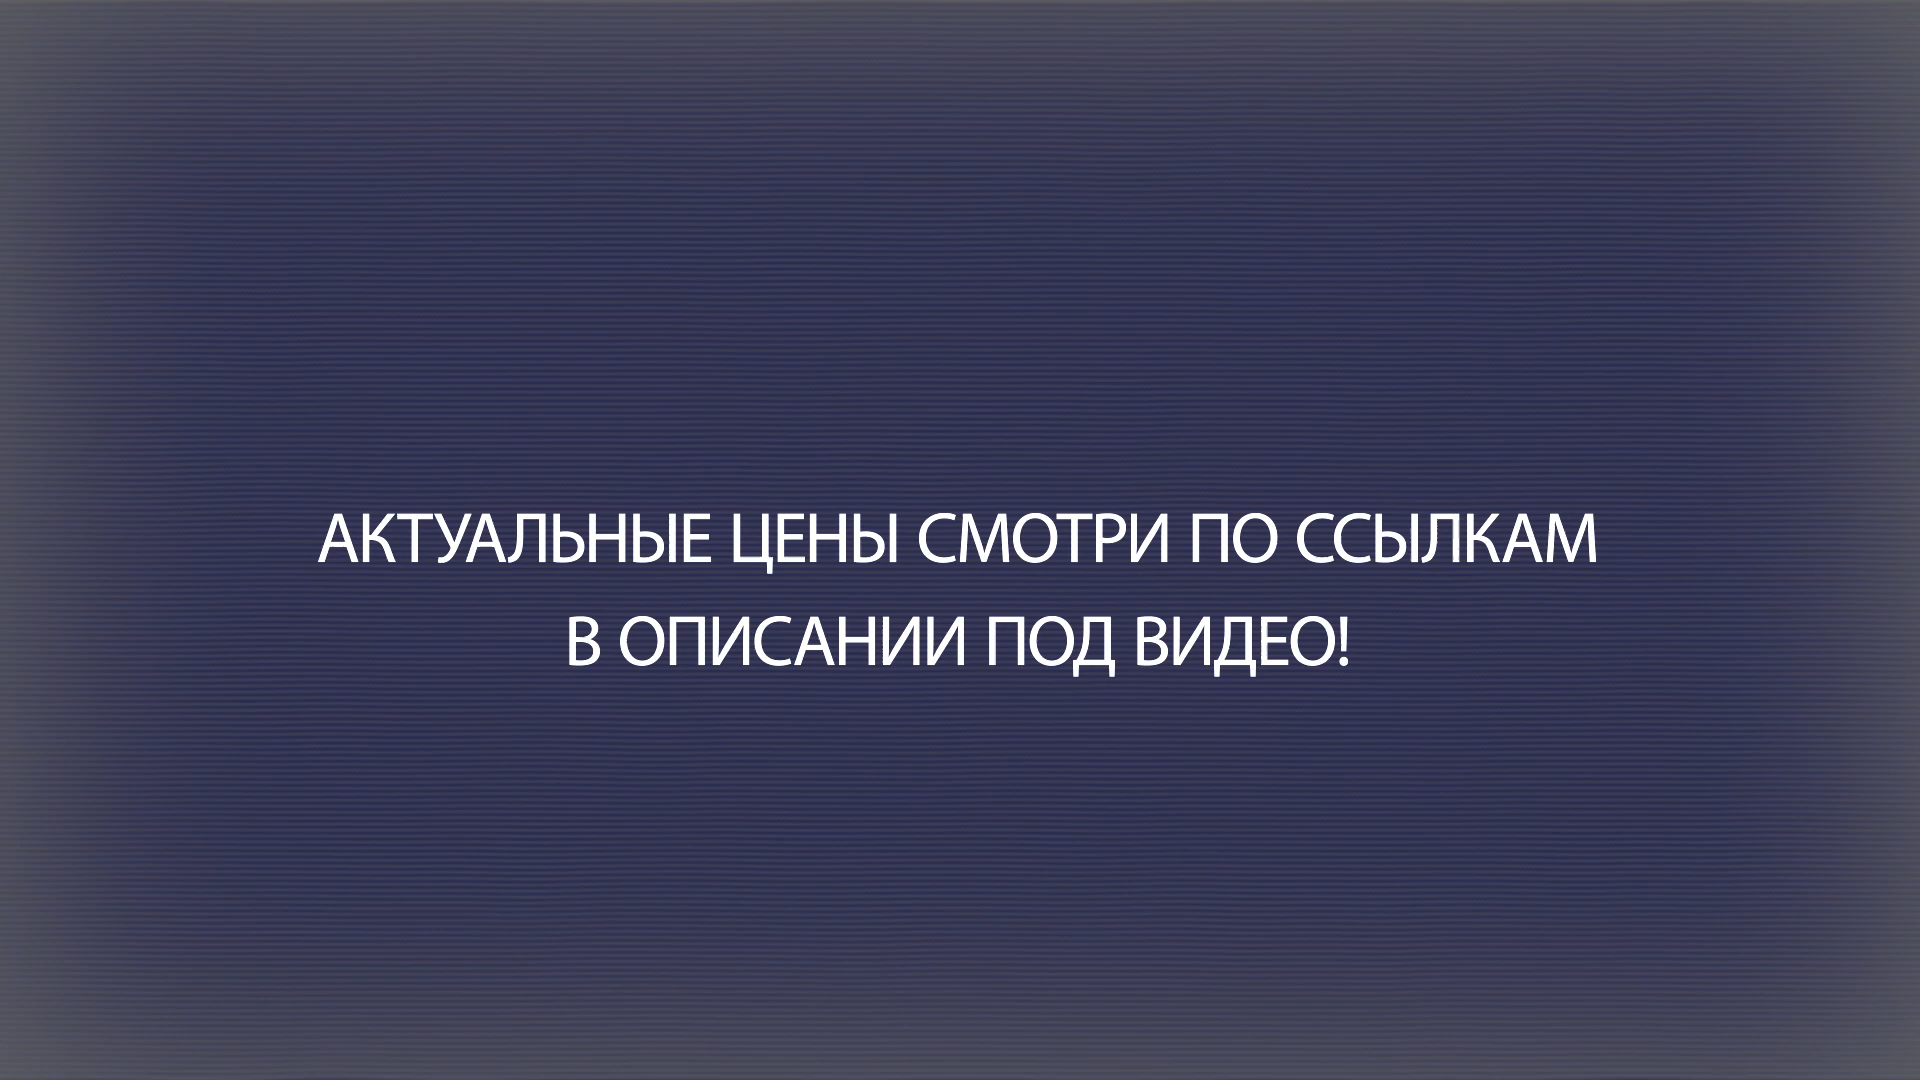 АКТУАЛЬНЫЕ ЦЕНЫ СМОТРИ ПО ССЫЛКАМ
В ОПИСАНИИ ПОД ВИДЕО!